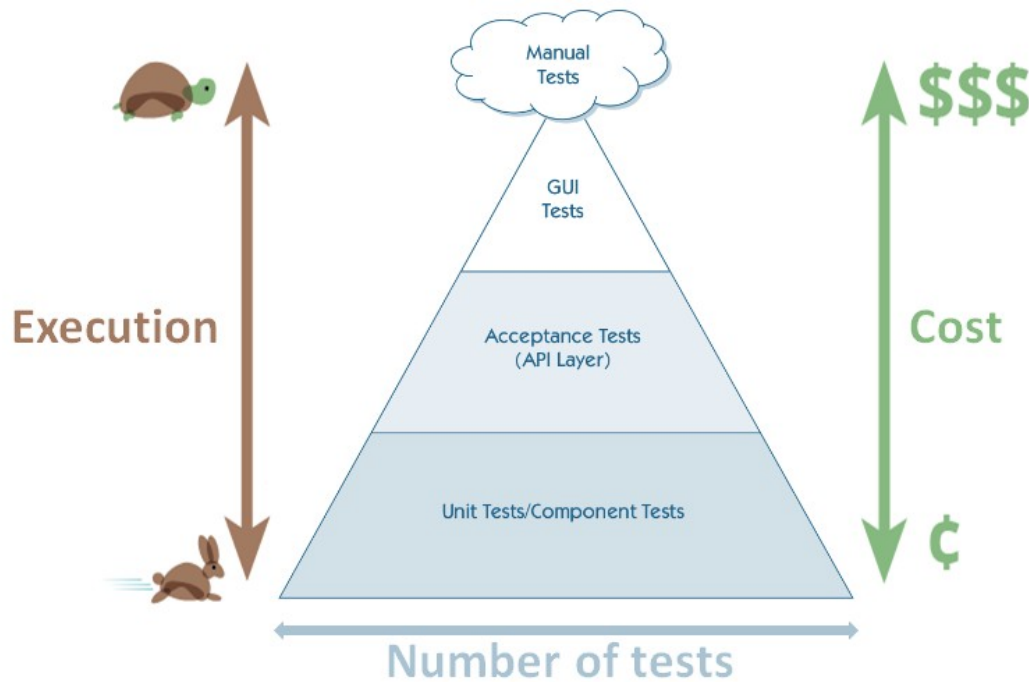 Manual
Tests
$$$
GUI
Tests
Execution
Acceptance Tests
(API Layer)
Cost
Unit Tests/Component Tests
¢
Number of tests